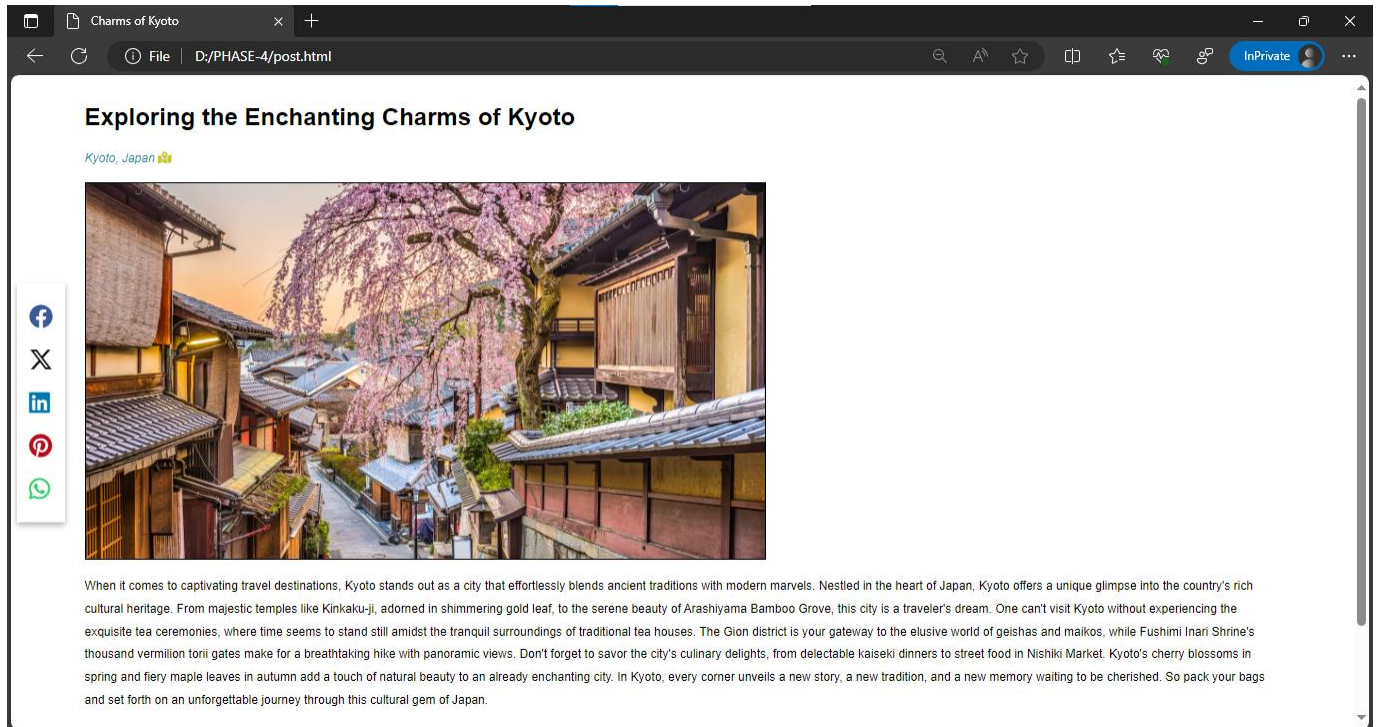 Charms of Kyoto
File
D:/PHASE-4/post.html
InPrivate
Exploring the Enchanting Charms of Kyoto
Kyoto, Japan
When it comes to captivating travel destinations, Kyoto stands out as a city that effortlessly blends ancient traditions with modern marvels. Nestled in the heart of Japan, Kyoto offers a unique glimpse into the country's rich
cultural heritage. From majestic temples like Kinkaku-ji, adorned in shimmering gold leaf, to the serene beauty of Arashiyama Bamboo Grove, this city is a traveler's dream. One can't visit Kyoto without experiencing the
exquisite tea ceremonies, where time seems to stand still amidst the tranquil surroundings of traditional tea houses. The Gion district is your gateway to the elusive world of geishas and maikos, while Fushimi Inari Shrine's
thousand vermilion torii gates make for a breathtaking hike with panoramic views. Don't forget to savor the city's culinary delights, from delectable kaiseki dinners to street food in Nishiki Market. Kyoto's cherry blossoms in
spring and fiery maple leaves in autumn add a touch of natural beauty to an already enchanting city. In Kyoto, every corner unveils a new story, a new tradition, and a new memory waiting to be cherished. So pack your bags
and set forth on an unforgettable journey through this cultural gem of Japan.